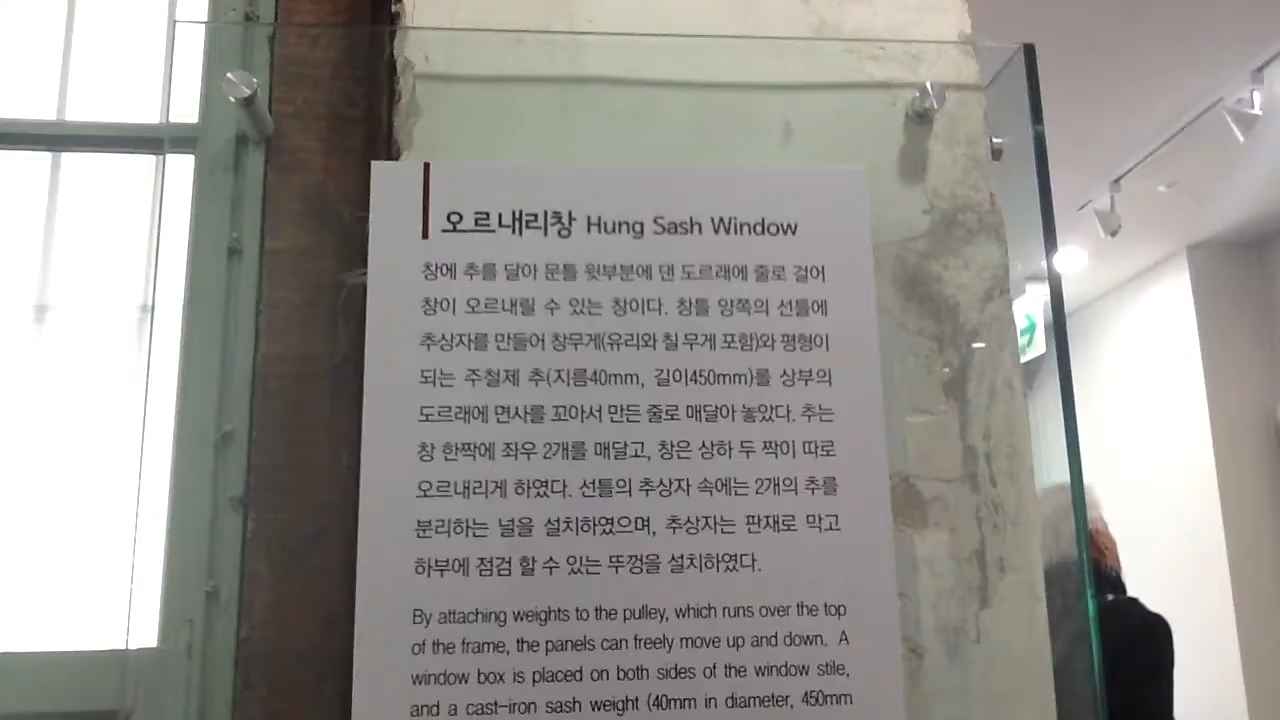 오르내리창 Hung Sash Window
창에 추를 달아 문틀 윗부분에 댄 도르래에 줄로 걸어
창이 오르내릴 수 있는 창이다. 창틀 양쪽의 선틀에
추상자를 만들어 창무게(유리와 칠 무게 포함)와 평형이
되는 주철제 추(지름40mm, 길이450mm)를 상부의
도르래에 면사를 꼬아서 만든 줄로 매달아 놓았다. 추는
창 한짝에 좌우 2개를 매달고, 창은 상하 두 짝이 따로
오르내리게 하였다. 선틀의 추상자 속에는 2개의 추를
분리하는 널을 설치하였으며, 추상자는 판재로 막고
하부에 점검 할 수 있는 뚜껑을 설치하였다.
By attaching weights to the pulley, which runs over the top
of the frame, the panels can freely move up and down. A
window box is placed on both sides of the window stile,
and a cast-iron sash weight (40mm in diameter, 450mm